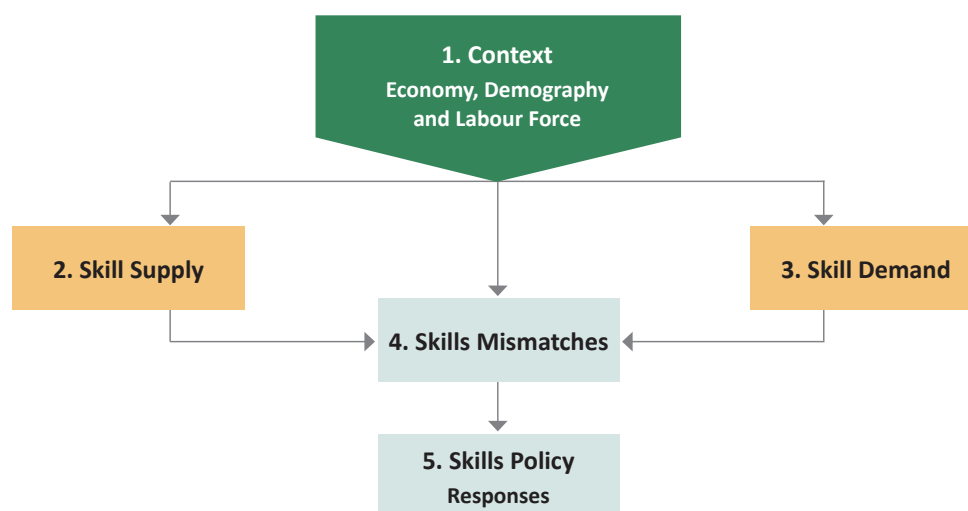 1. Context
Economy, Demography
and Labour Force
2. Skill Supply
3. Skill Demand
4. Skills Mismatches
5. Skills Policy
Responses